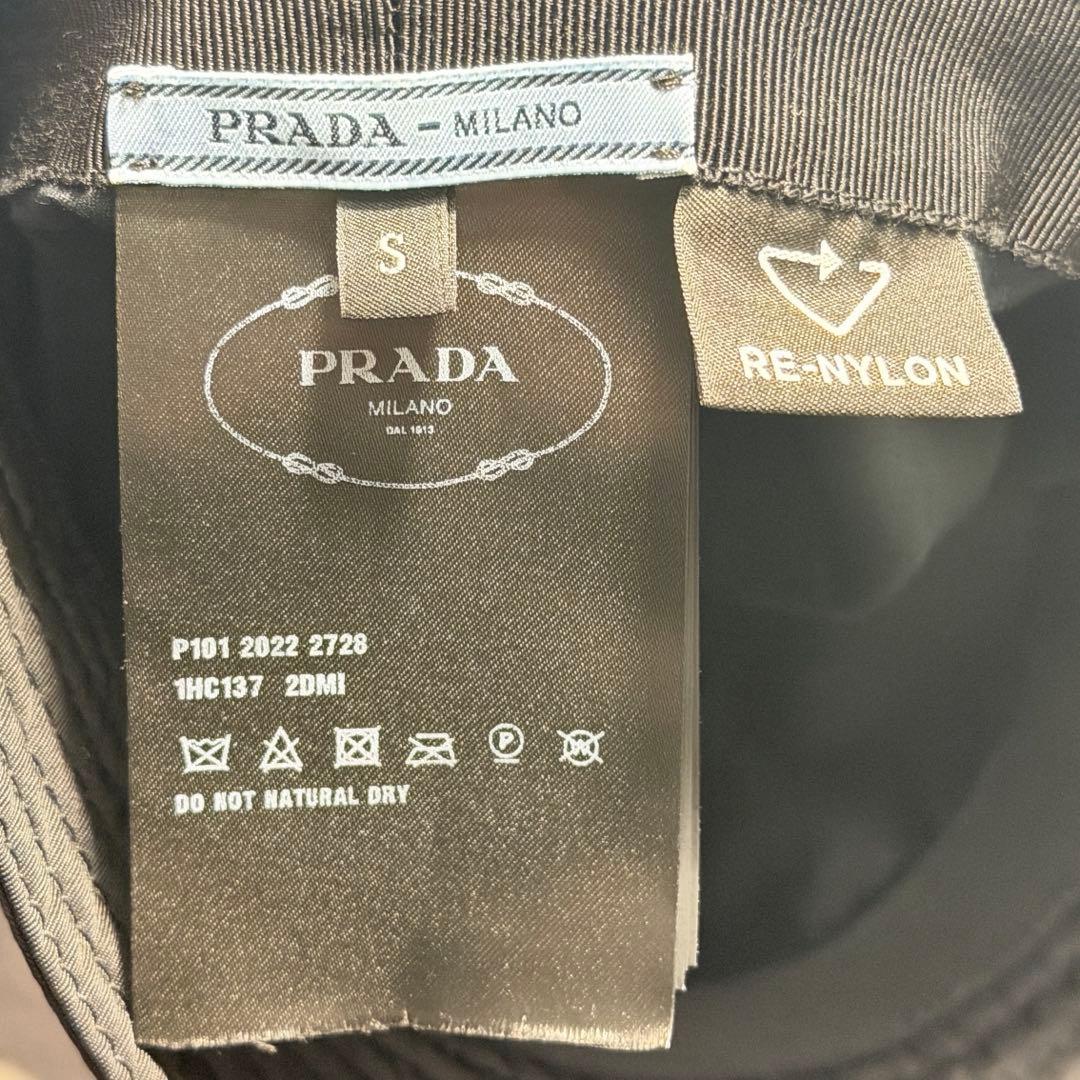 PRADA - MILANO
S
PRADA
MILANO
DAL 1913
RE-NYLON
P101 2022 2728
1HC137 2DMI
P
W
DO NOT NATURAL DRY